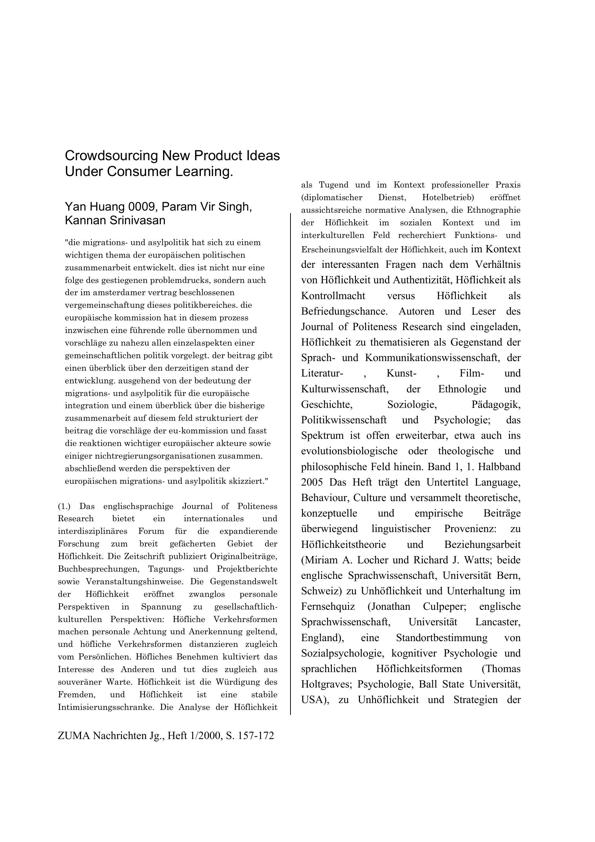 Crowdsourcing New Product Ideas
Under Consumer Learning.
Yan Huang 0009, Param Vir Singh,
Kannan Srinivasan
"die migrations- und asylpolitik hat sich zu einem
wichtigen thema der europäischen politischen
zusammenarbeit entwickelt. dies ist nicht nur eine
folge des gestiegenen problemdrucks, sondern auch
der im amsterdamer vertrag beschlossenen
vergemeinschaftung dieses politikbereiches. die
europäische kommission hat in diesem prozess
inzwischen eine führende rolle übernommen und
vorschläge zu nahezu allen einzelaspekten einer
gemeinschaftlichen politik vorgelegt. der beitrag gibt
einen überblick über den derzeitigen stand der
entwicklung. ausgehend von der bedeutung der
migrations- und asylpolitik für die europäische
integration und einem überblick über die bisherige
zusammenarbeit auf diesem feld strukturiert der
beitrag die vorschläge der eu-kommission und fasst
die reaktionen wichtiger europäischer akteure sowie
einiger nichtregierungsorganisationen zusammen.
abschließend werden die perspektiven der
europäischen migrations- und asylpolitik skizziert."
(1.) Das englischsprachige Journal of Politeness
Research bietet ein internationales und
interdisziplinäres Forum für die expandierende
Forschung zum breit gefächerten Gebiet der
Höflichkeit. Die Zeitschrift publiziert Originalbeiträge,
Buchbesprechungen, Tagungs- und Projektberichte
sowie Veranstaltungshinweise. Die Gegenstandswelt
der Höflichkeit eröffnet zwanglos personale
Perspektiven in Spannung zu gesellschaftlich-
kulturellen Perspektiven: Höfliche Verkehrsformen
machen personale Achtung und Anerkennung geltend,
und höfliche Verkehrsformen distanzieren zugleich
vom Persönlichen. Höfliches Benehmen kultiviert das
Interesse des Anderen und tut dies zugleich aus
souveräner Warte. Höflichkeit ist die Würdigung des
Fremden, und Höflichkeit ist eine stabile
Intimisierungsschranke. Die Analyse der Höflichkeit
als Tugend und im Kontext professioneller Praxis
(diplomatischer Dienst, Hotelbetrieb) eröffnet
aussichtsreiche normative Analysen, die Ethnographie
der Höflichkeit im sozialen Kontext und im
interkulturellen Feld recherchiert Funktions- und
Erscheinungsvielfalt der Höflichkeit, auch im Kontext
der interessanten Fragen nach dem Verhältnis
von Höflichkeit und Authentizität, Höflichkeit als
Kontrollmacht versus Höflichkeit als
Befriedungschance. Autoren und Leser des
Journal of Politeness Research sind eingeladen,
Höflichkeit zu thematisieren als Gegenstand der
Sprach- und Kommunikationswissenschaft, der
Literatur- , Kunst- , Film- und
Kulturwissenschaft, der Ethnologie und
Geschichte, Soziologie, Pädagogik,
Politikwissenschaft und Psychologie; das
Spektrum ist offen erweiterbar, etwa auch ins
evolutionsbiologische oder theologische und
philosophische Feld hinein. Band 1, 1. Halbband
2005 Das Heft trägt den Untertitel Language,
Behaviour, Culture und versammelt theoretische,
konzeptuelle und empirische Beiträge
überwiegend linguistischer Provenienz: zu
Höflichkeitstheorie und Beziehungsarbeit
(Miriam A. Locher und Richard J. Watts; beide
englische Sprachwissenschaft, Universität Bern,
Schweiz) zu Unhöflichkeit und Unterhaltung im
Fernsehquiz (Jonathan Culpeper; englische
Sprachwissenschaft, Universität Lancaster,
England), eine Standortbestimmung von
Sozialpsychologie, kognitiver Psychologie und
sprachlichen Höflichkeitsformen (Thomas
Holtgraves; Psychologie, Ball State Universität,
USA), zu Unhöflichkeit und Strategien der
ZUMA Nachrichten Jg., Heft 1/2000, S. 157-172